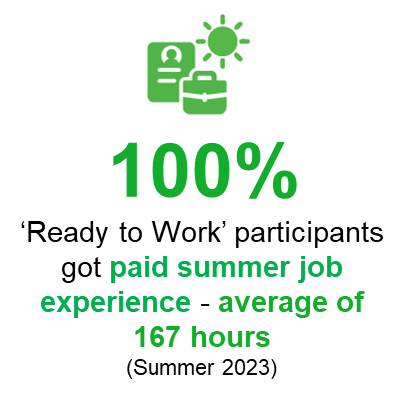 100%
‘Ready to Work’ participants
got paid summer job
experience - average of
167 hours
(Summer 2023)